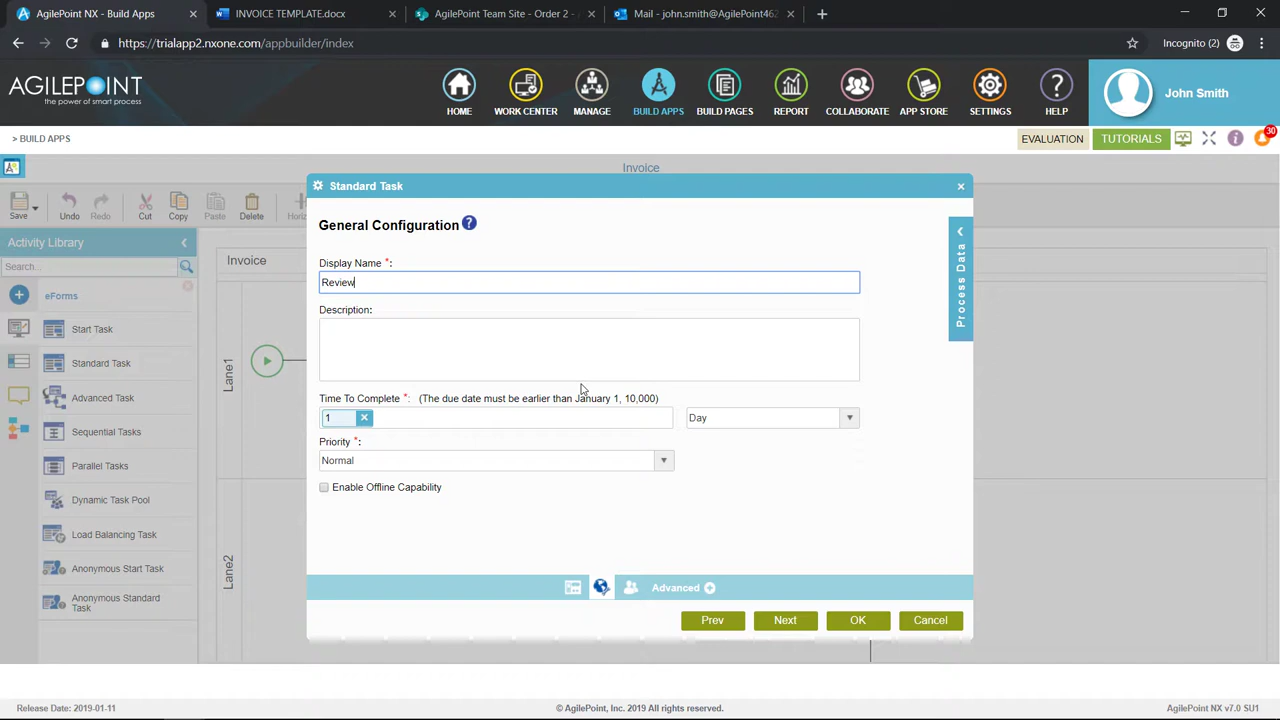 AgilePoint NX - Build Apps
INVOICE TEMPLATE.docx
AgilePoint Team Site - Order 2 -
Mail - john.smith@AgilePoint462
https://trialapp2.nxone.com/appbuilder/index
Incognito (2)
AGILEPOINT
the power of smart process
HOME
WORK CENTER
MANAGE
BUILD APPS
BUILD PAGES
REPORT
COLLABORATE
APP STORE
SETTINGS
HELP
John Smith
> BUILD APPS
EVALUATION
TUTORIALS
30
Invoice
Save
Undo
Redo
Cut
Copy
Paste
Delete
Horiz
Activity Library
Search...
eForms
Start Task
Standard Task
Advanced Task
Sequential Tasks
Parallel Tasks
Dynamic Task Pool
Load Balancing Task
Anonymous Start Task
Anonymous Standard
Task
Invoice
Lane1
Lane2
Standard Task
General Configuration
Display Name *:
Review
Description:
Time To Complete *: (The due date must be earlier than January 1, 10,000)
1
Day
Priority *:
Normal
Enable Offline Capability
Process Data
Advanced
Prev
Next
OK
Cancel
Release Date: 2019-01-11
© AgilePoint, Inc. 2019 All rights reserved.
AgilePoint NX v7.0 SU1